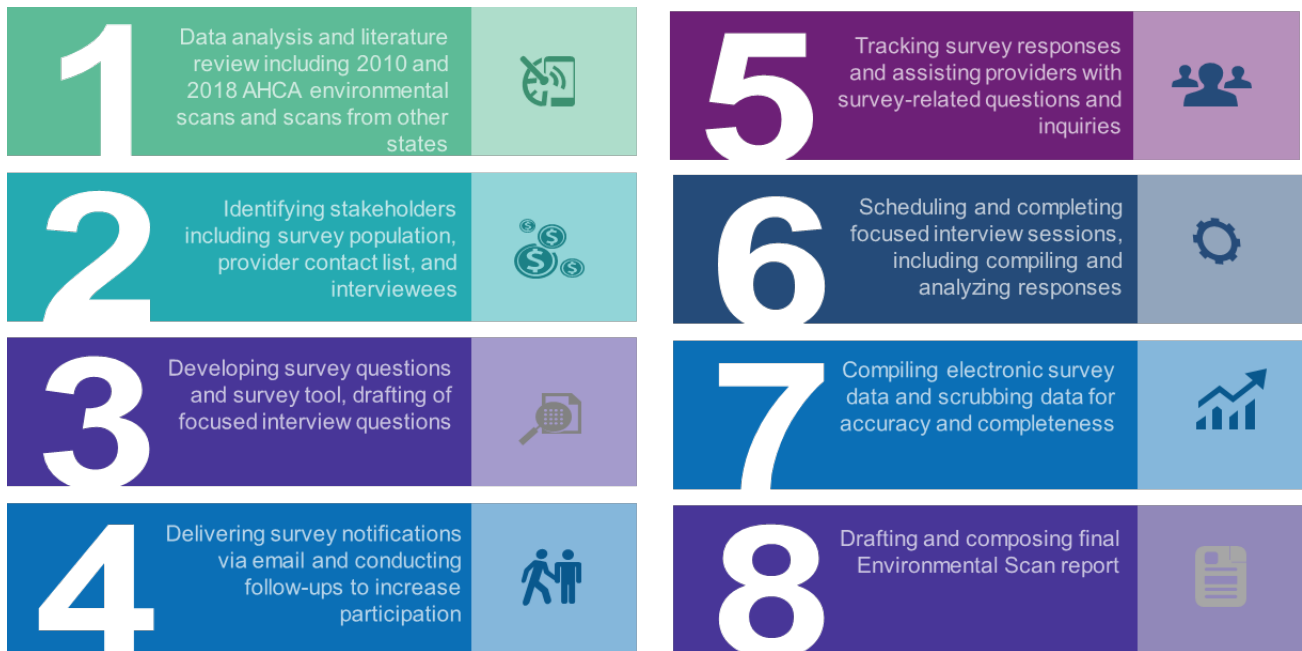 1
Data analysis and literature
review including 2010 and
2018 AHCA environmental
scans and scans from other
states
2
Identifying stakeholders
including survey population,
provider contact list, and
interviewees
3
Developing survey questions
and survey tool, drafting of
focused interview questions
4
Delivering survey notifications
via email and conducting
follow-ups to increase
participation
5
Tracking survey responses
and assisting providers with
survey-related questions and
inquiries
6
Scheduling and completing
focused interview sessions,
including compiling and
analyzing responses
7
Compiling electronic survey
data and scrubbing data for
accuracy and completeness
8
Drafting and composing final
Environmental Scan report